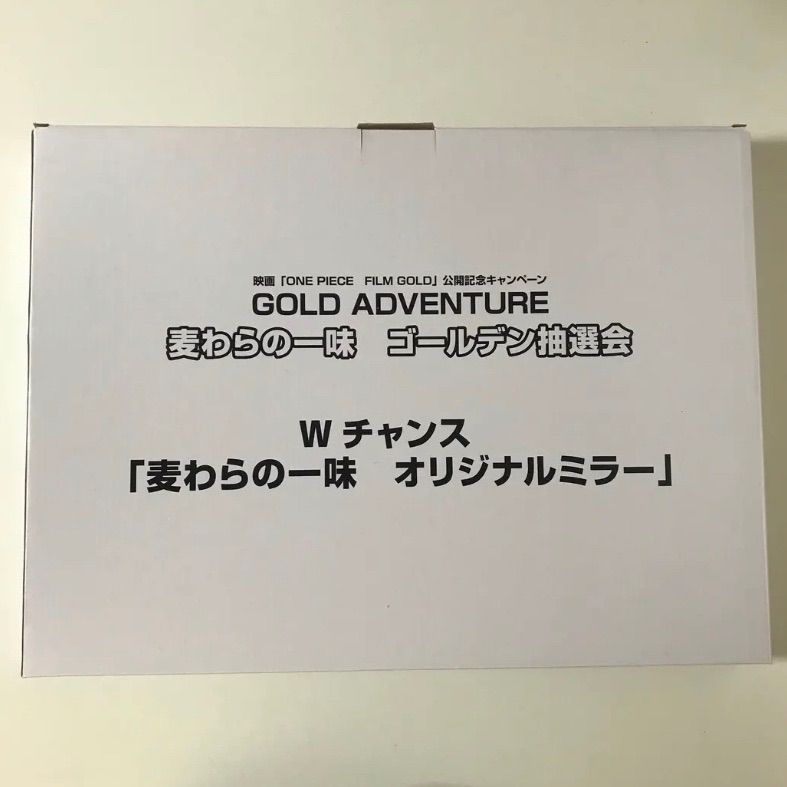 映画「ONE PIECE　FILM GOLD」公開記念キャンペーン
GOLD ADVENTURE
麦わらの一味　ゴールデン抽選会
W チャンス
「麦わらの一味　オリジナルミラー」